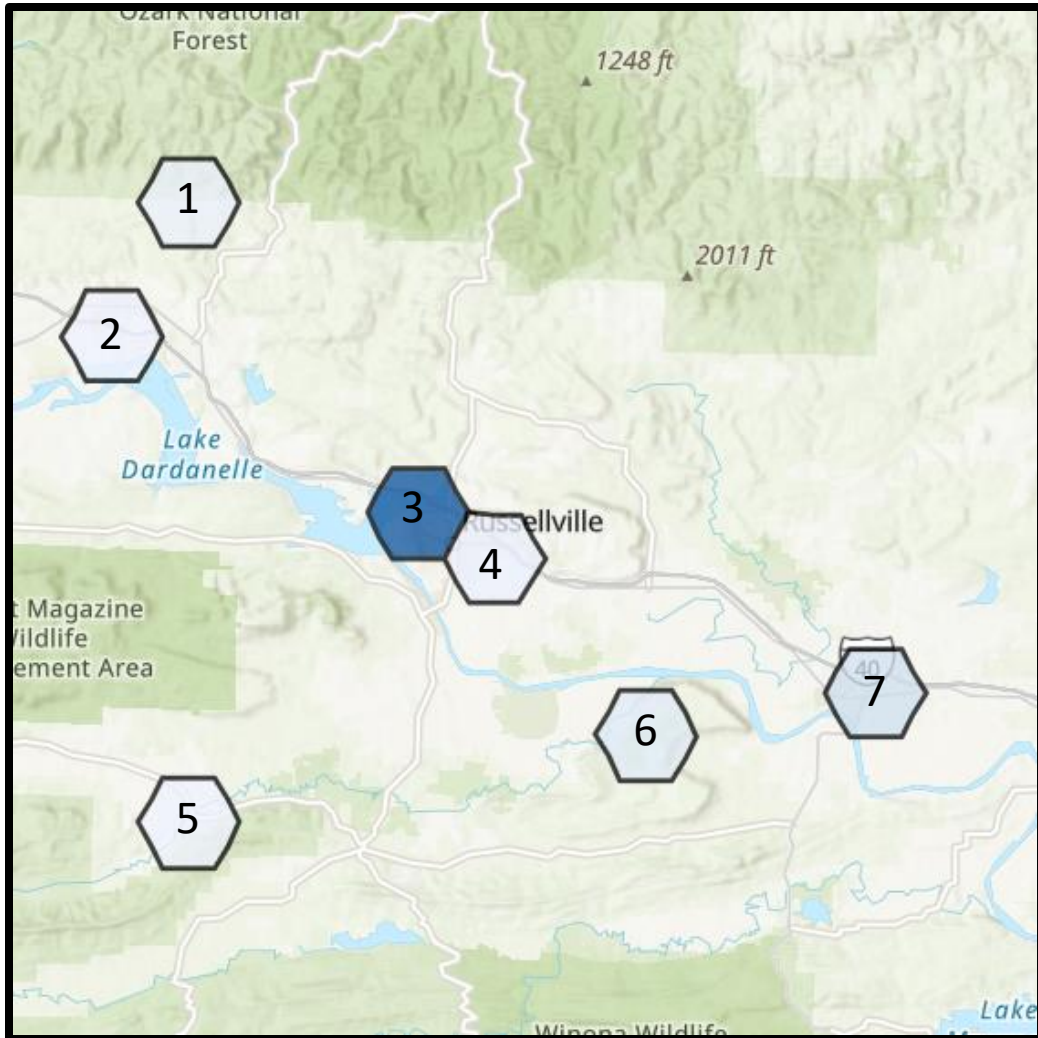 Ozark National
Forest
1248 ft
1
2011 ft
2
Lake
Dardanelle
3
Russellville
4
t Magazine
Wildlife
ement Area
40
7
6
5
Lake
Winona Wildlife